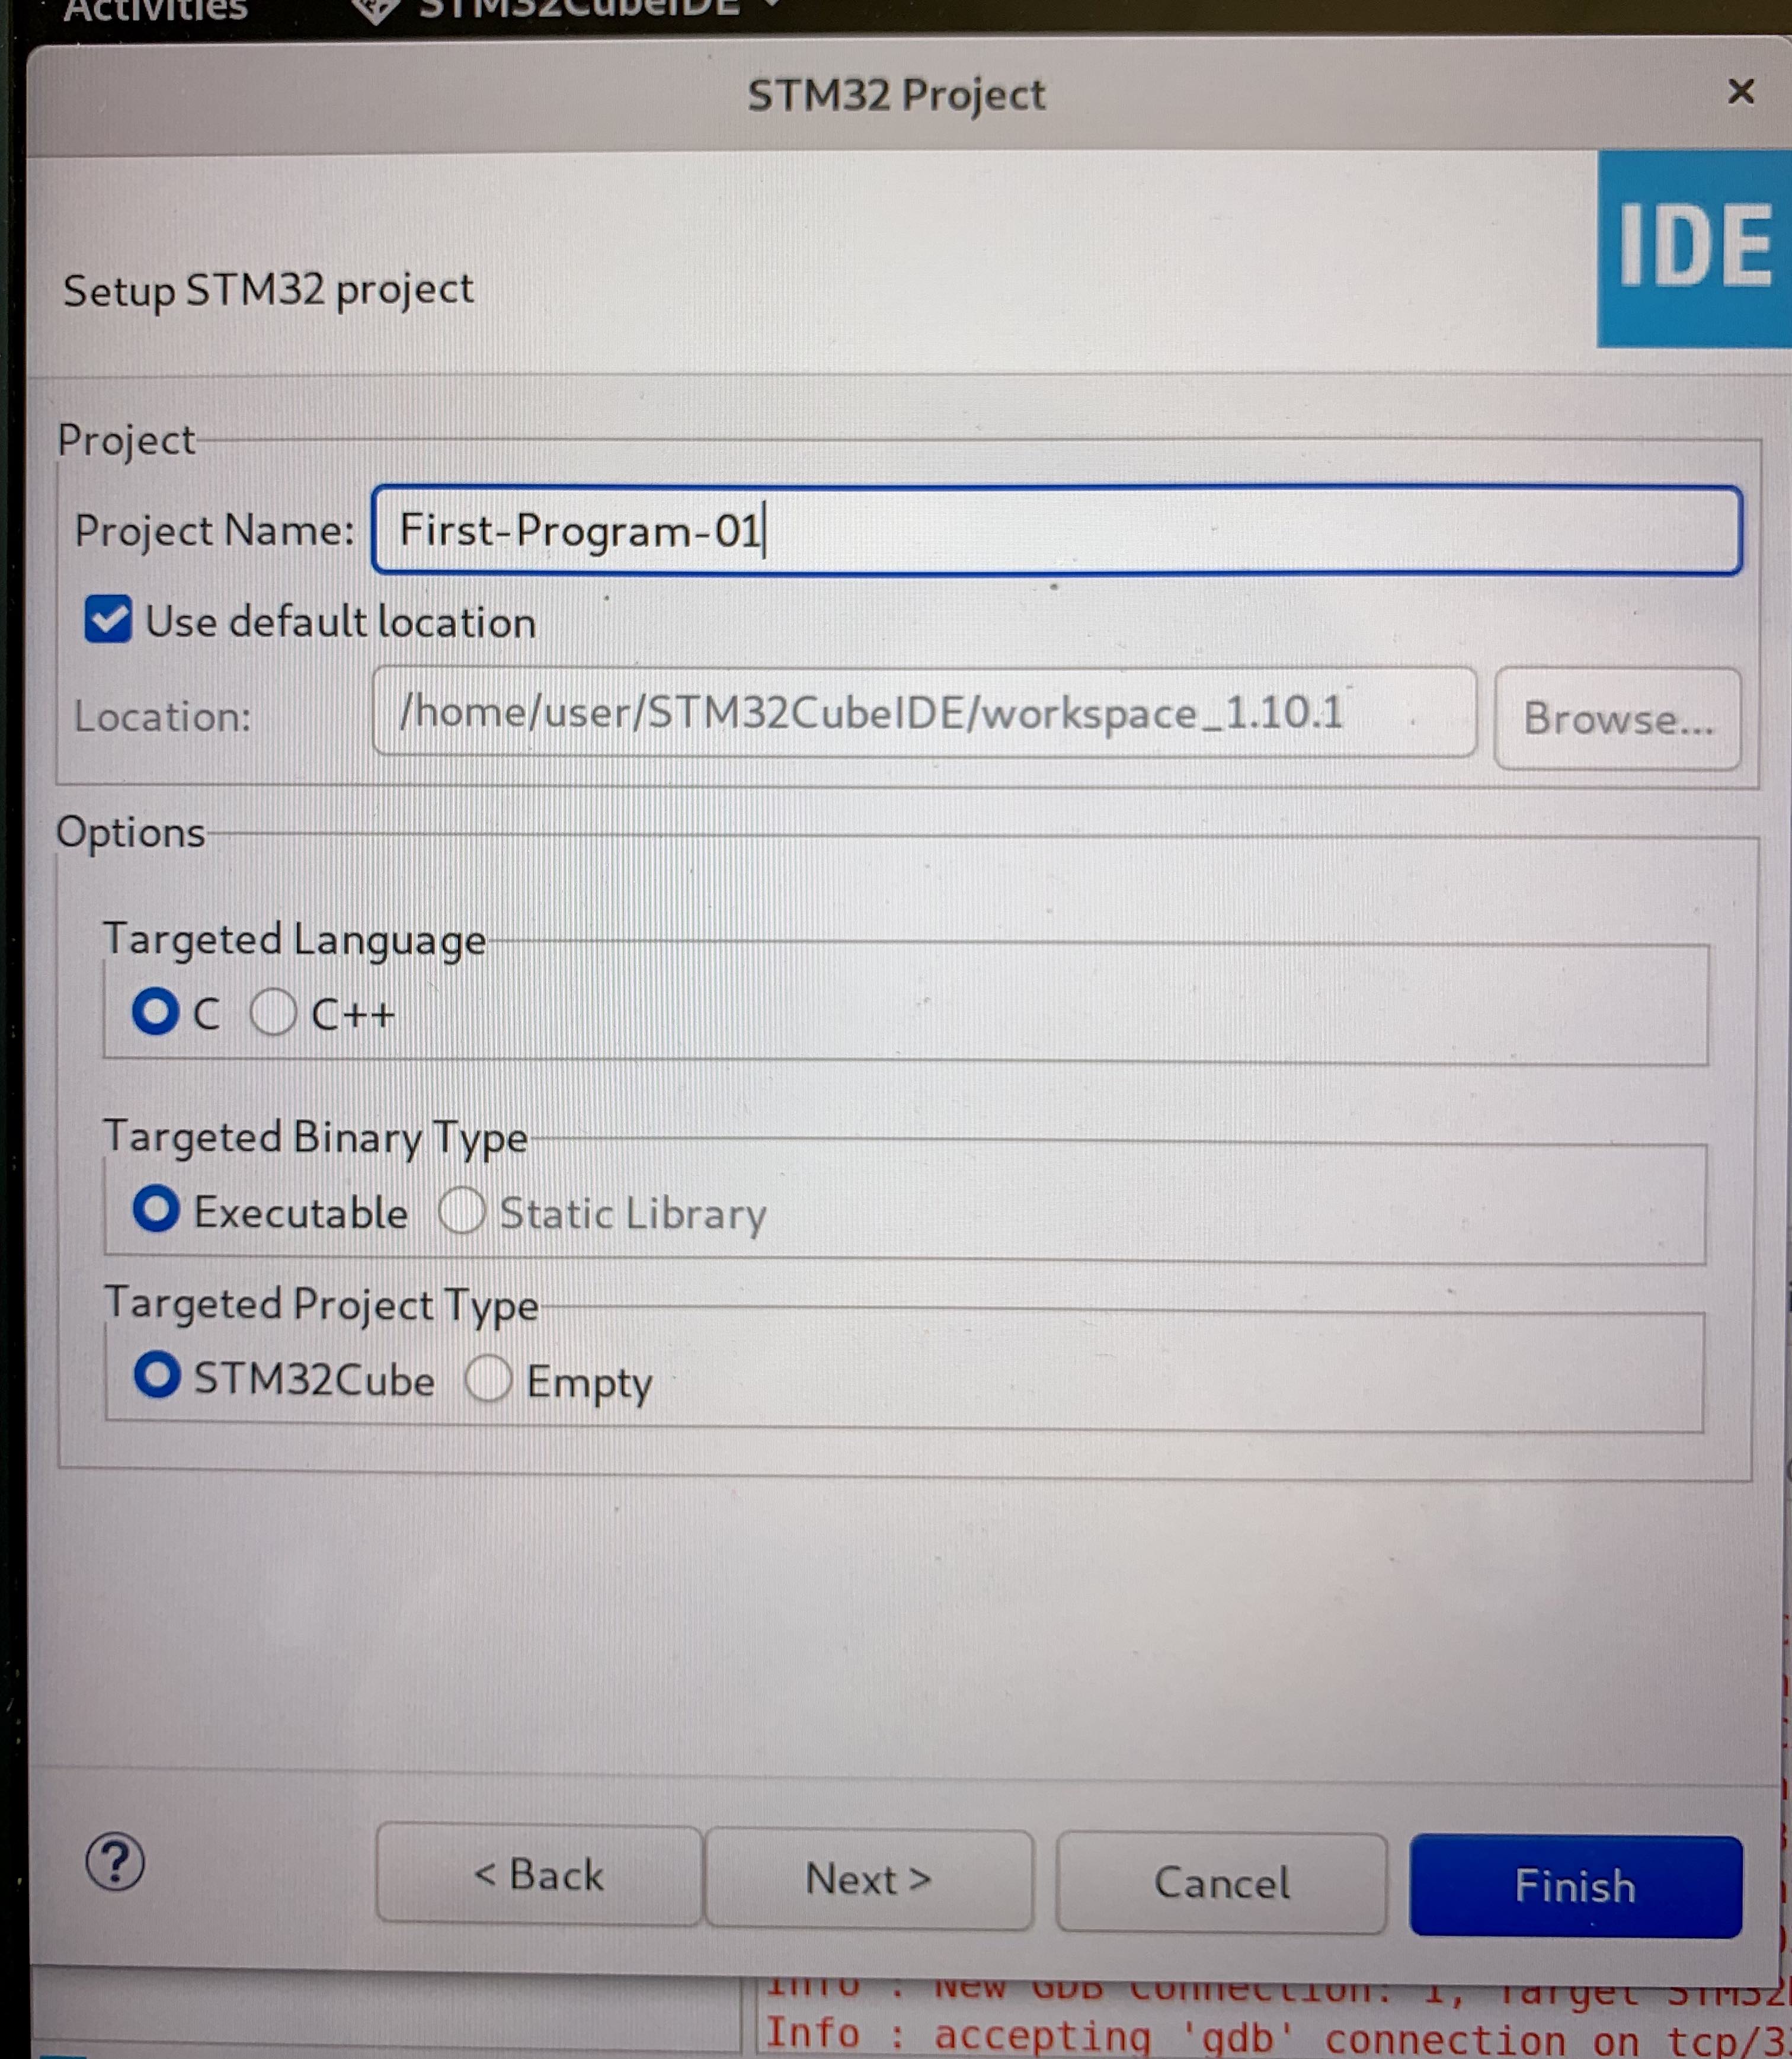 Activities STM32CubeIDE
STM32 Project
IDE
Setup STM32 project
Project
Project Name: First-Program-01
Use default location
Location: /home/user/STM32CubeIDE/workspace_1.10.1 Browse...
Options
Targeted Language
C C++
Targeted Binary Type
Executable Static Library
Targeted Project Type
STM32Cube Empty
? < Back Next > Cancel Finish
Info : New GDB Connection: 1, Target STM32
Info : accepting 'gdb' connection on tcp/3